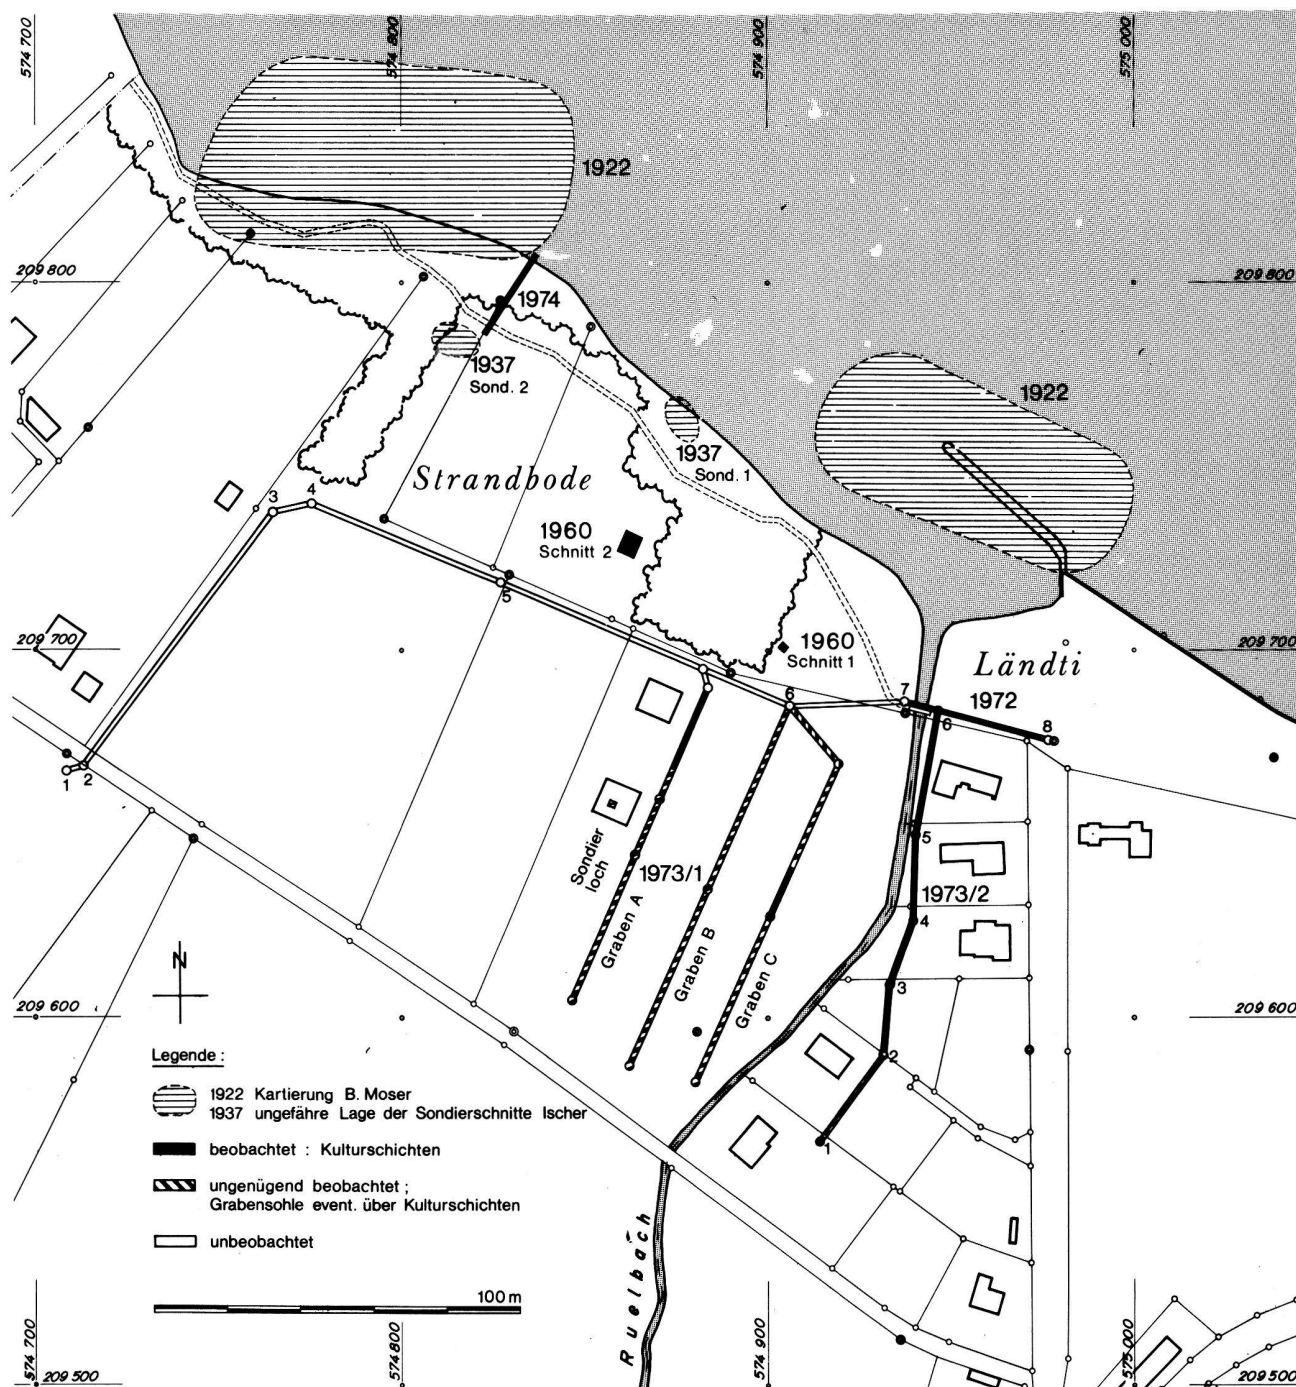 574 700
574 800
574 900
575 000
1922
209 800
209 800
1974
1937
Sond. 2
1922
1937
Sond. 1
Strandbode
3
4
1960
Schnitt 2
5
209 700
209 700
1960
Schnitt 1
Ländti
6
7
1972
6
8
1
2
5
Sondier
loch
1973/1
1973/2
4
Graben A
Graben B
Graben C
3
N
209 600
209 600
2
1
Legende :
1922 Kartierung B. Moser
1937 ungefähre Lage der Sondierschnitte Ischer
beobachtet : Kulturschichten
ungenügend beobachtet ;
Grabensohle event. über Kulturschichten
unbeobachtet
100 m
Ruelbach
574 700
574 800
574 900
575 000
209 500
209 500